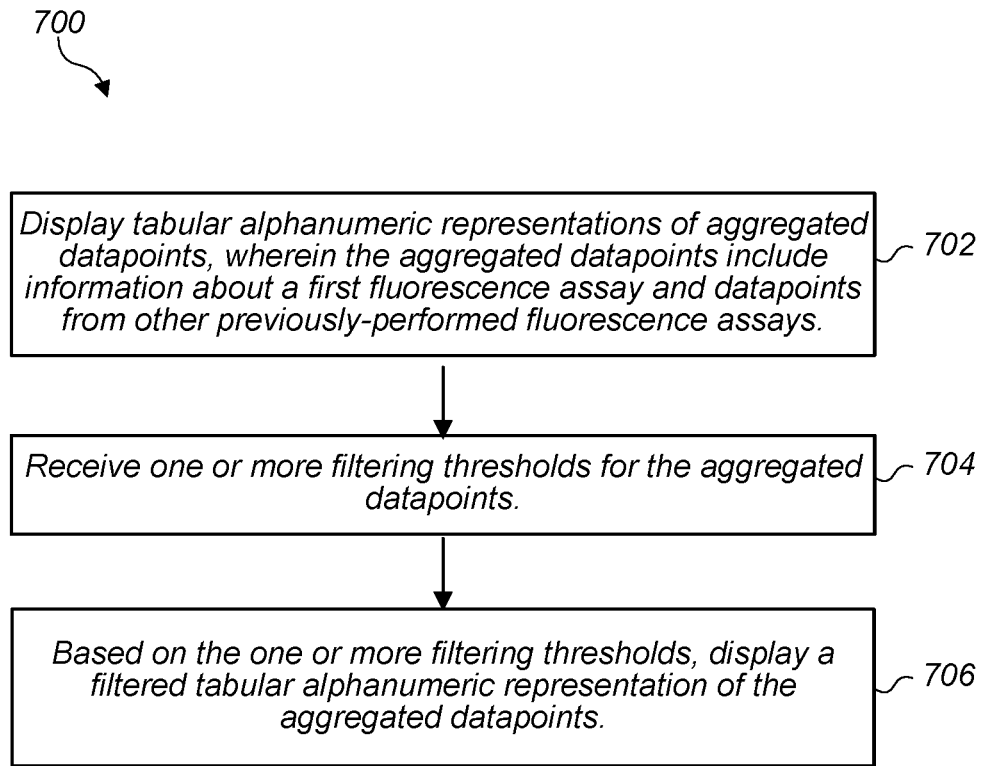 700
Display tabular alphanumeric representations of aggregated
datapoints, wherein the aggregated datapoints include
information about a first fluorescence assay and datapoints
from other previously-performed fluorescence assays.
702
Receive one or more filtering thresholds for the aggregated
datapoints.
704
Based on the one or more filtering thresholds, display a
filtered tabular alphanumeric representation of the
aggregated datapoints.
706